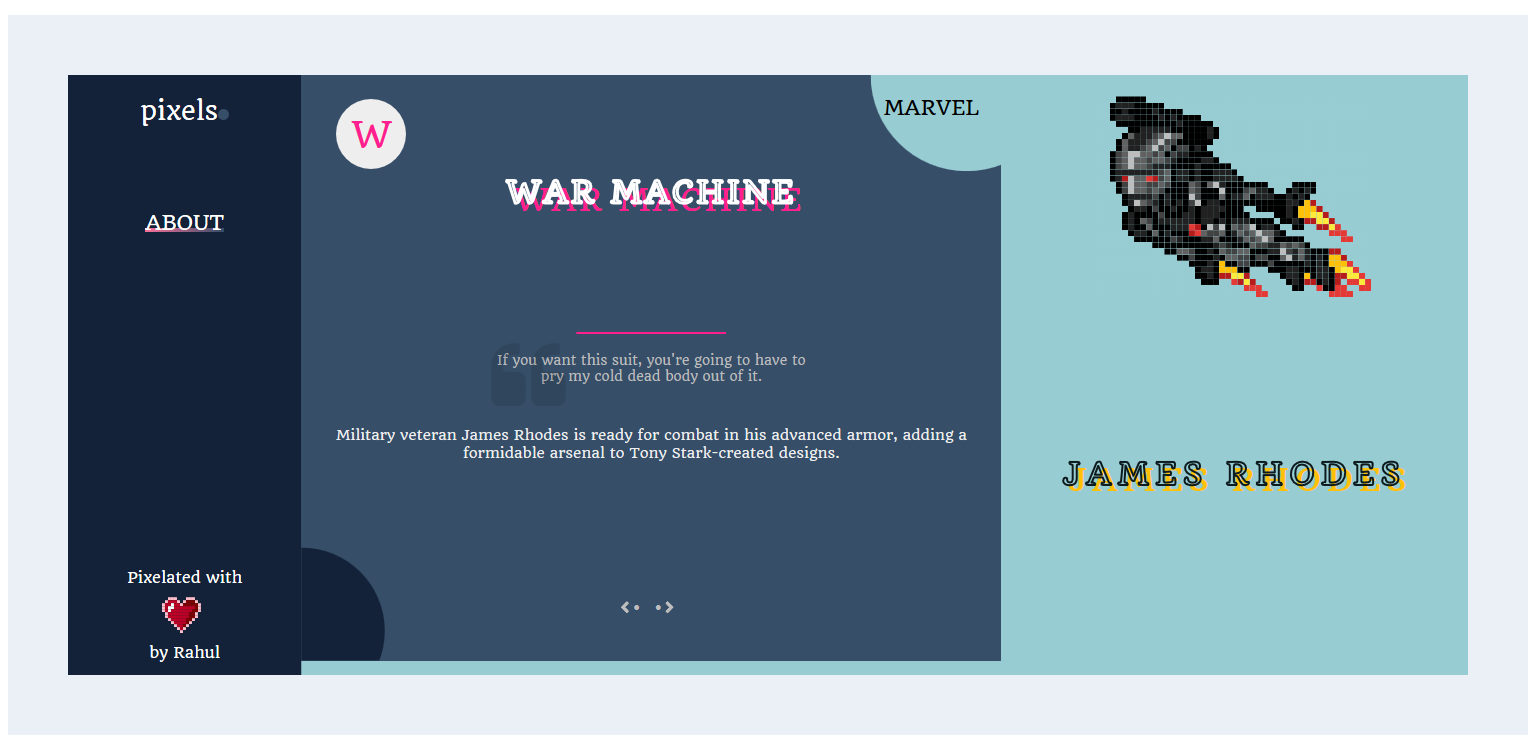 pixels
ABOUT
Pixelated with
by Rahul
W
MARVEL
WAR MACHINE
If you want this suit, you're going to have to
pry my cold dead body out of it.
Military veteran James Rhodes is ready for combat in his advanced armor, adding a
formidable arsenal to Tony Stark-created designs.
JAMES RHODES